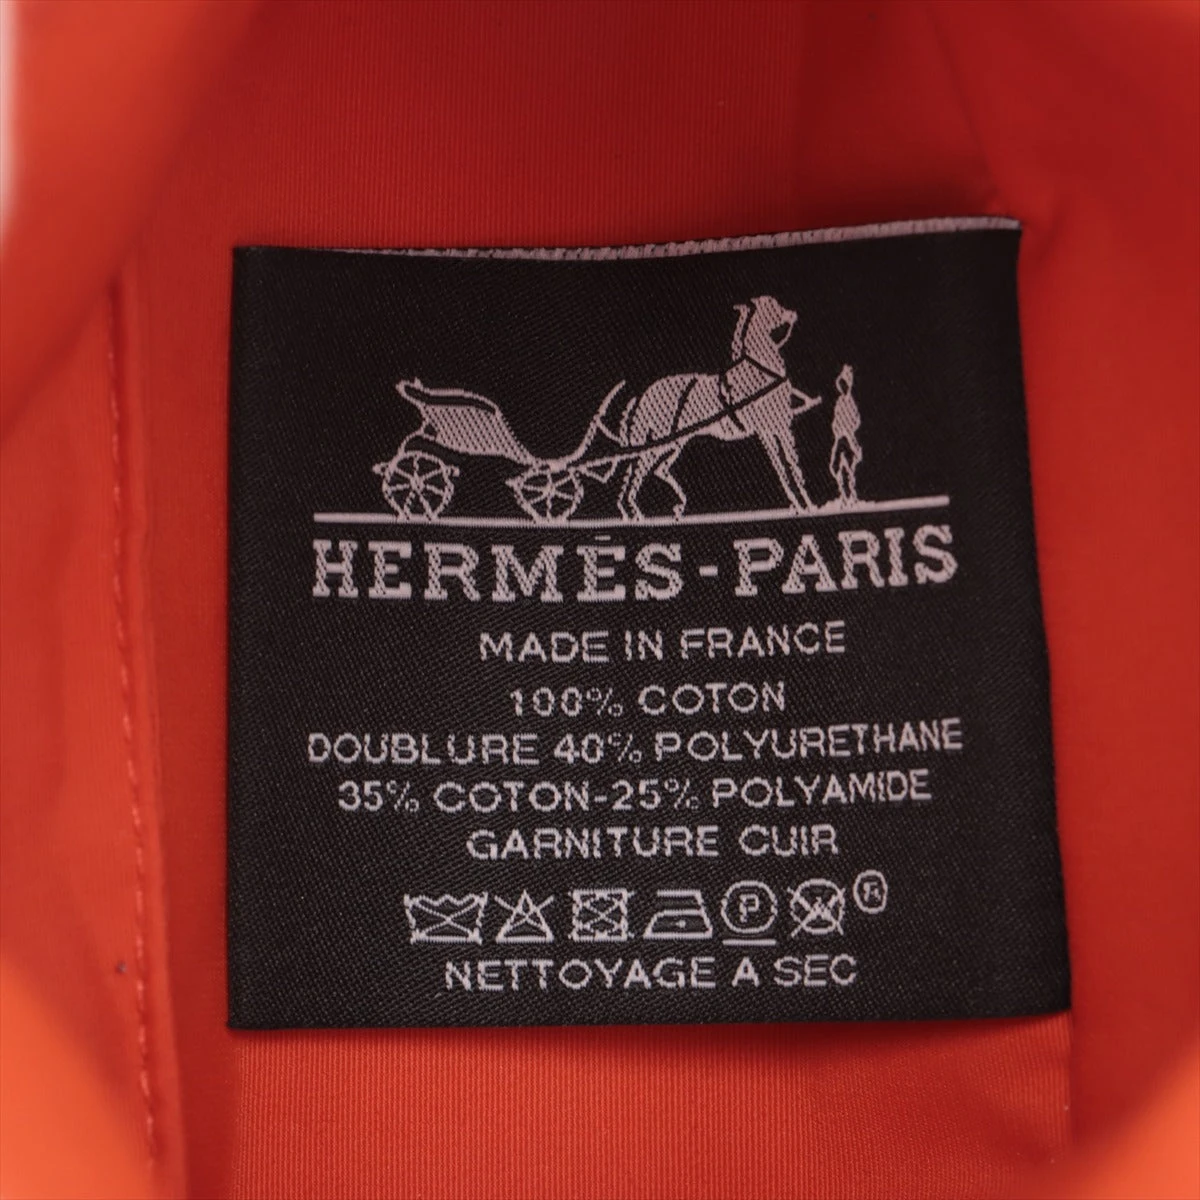 HERMÈS-PARIS
MADE IN FRANCE
100% COTON
DOUBLURE 40% POLYURETHANE
35% COTON-25% POLYAMIDE
GARNITURE CUIR
P ®
NETTOYAGE A SEC